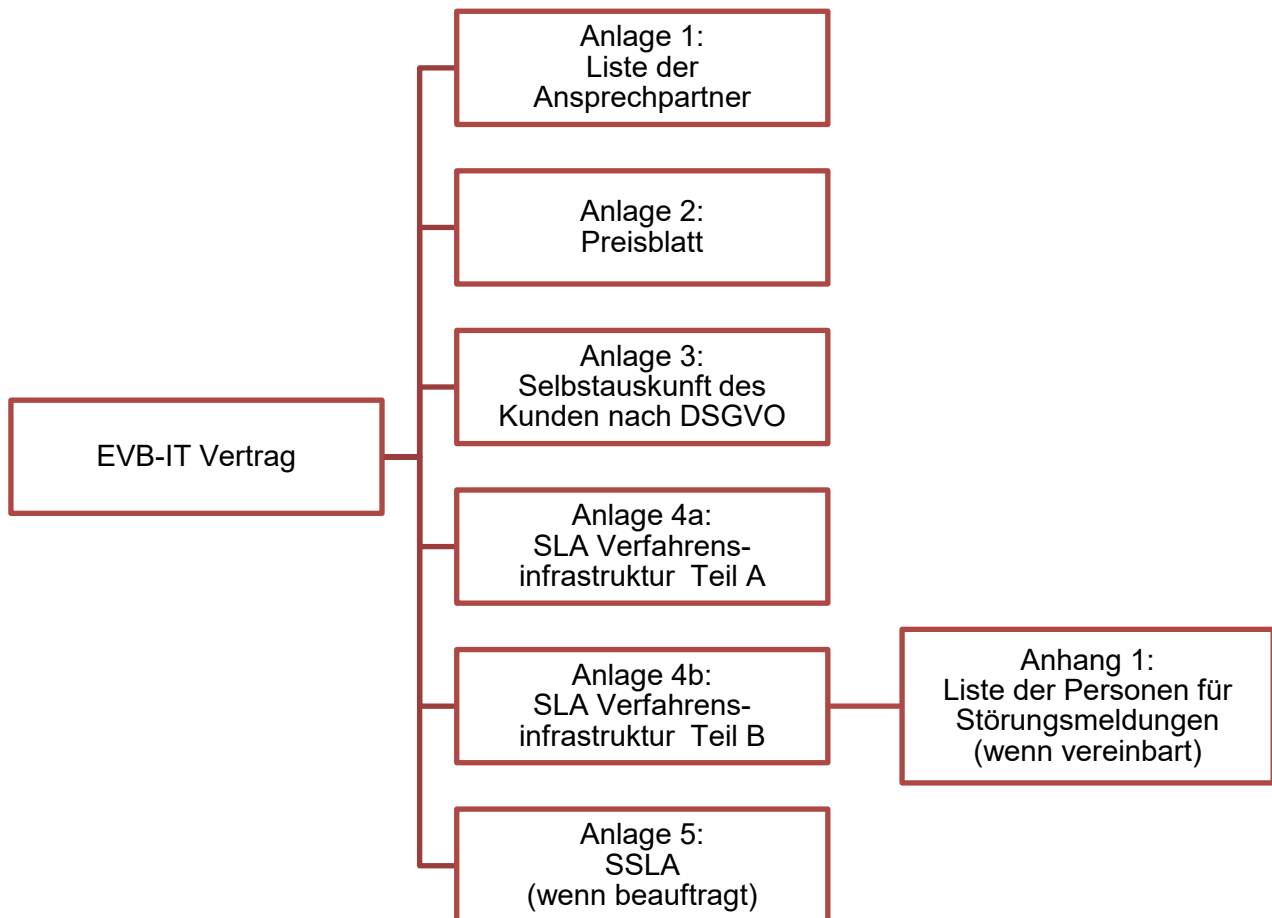 Anlage 1:
Liste der
Ansprechpartner
Anlage 2:
Preisblatt
Anlage 3:
Selbstauskunft des
Kunden nach DSGVO
EVB-IT Vertrag
Anlage 4a:
SLA Verfahrens-
infrastruktur Teil A
Anlage 4b:
SLA Verfahrens-
infrastruktur Teil B
Anhang 1:
Liste der Personen für
Störungsmeldungen
(wenn vereinbart)
Anlage 5:
SSLA
(wenn beauftragt)